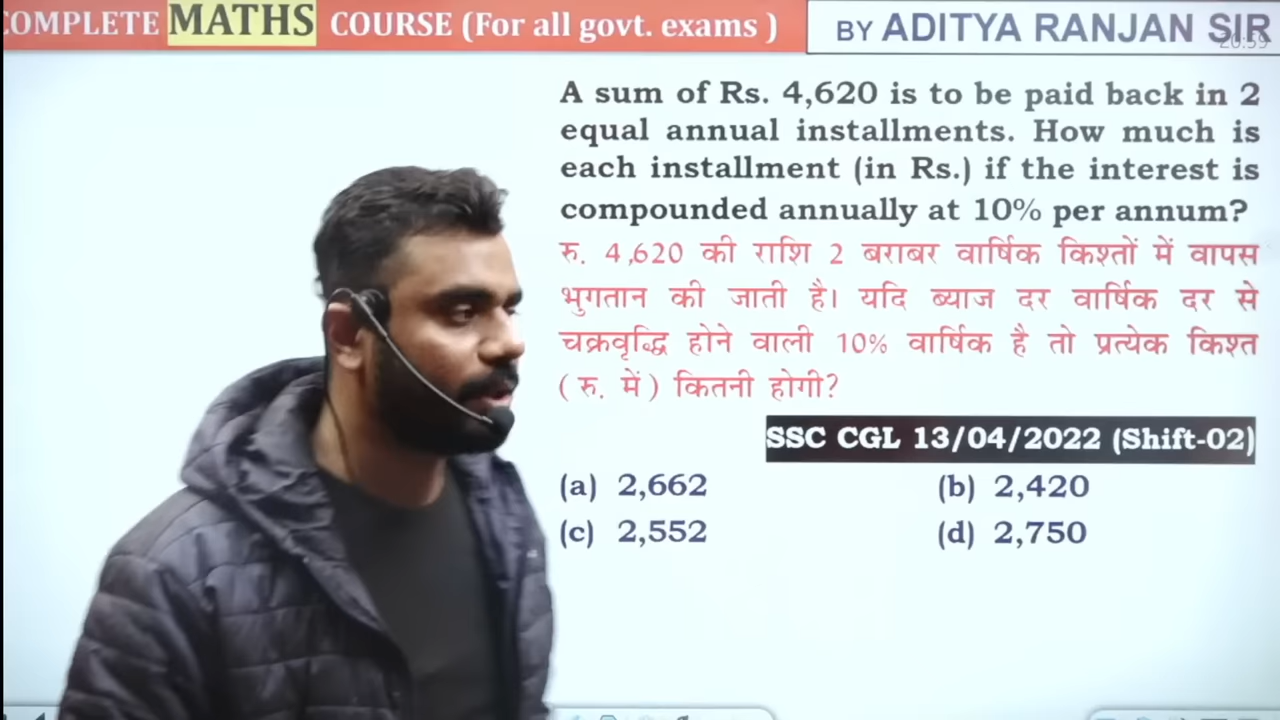 COMPLETE MATHS COURSE (For all govt. exams )
BY ADITYA RANJAN SIR
20:59
A sum of Rs. 4,620 is to be paid back in 2
equal annual installments. How much is
each installment (in Rs.) if the interest is
compounded annually at 10% per annum?
रु. 4,620 की राशि 2 बराबर वार्षिक किश्तों में वापस
भुगतान की जाती है। यदि ब्याज दर वार्षिक दर से
चक्रवृद्धि होने वाली 10% वार्षिक है तो प्रत्येक किश्त
( रु. में ) कितनी होगी?
SSC CGL 13/04/2022 (Shift-02)
(a) 2,662 (b) 2,420
(c) 2,552 (d) 2,750